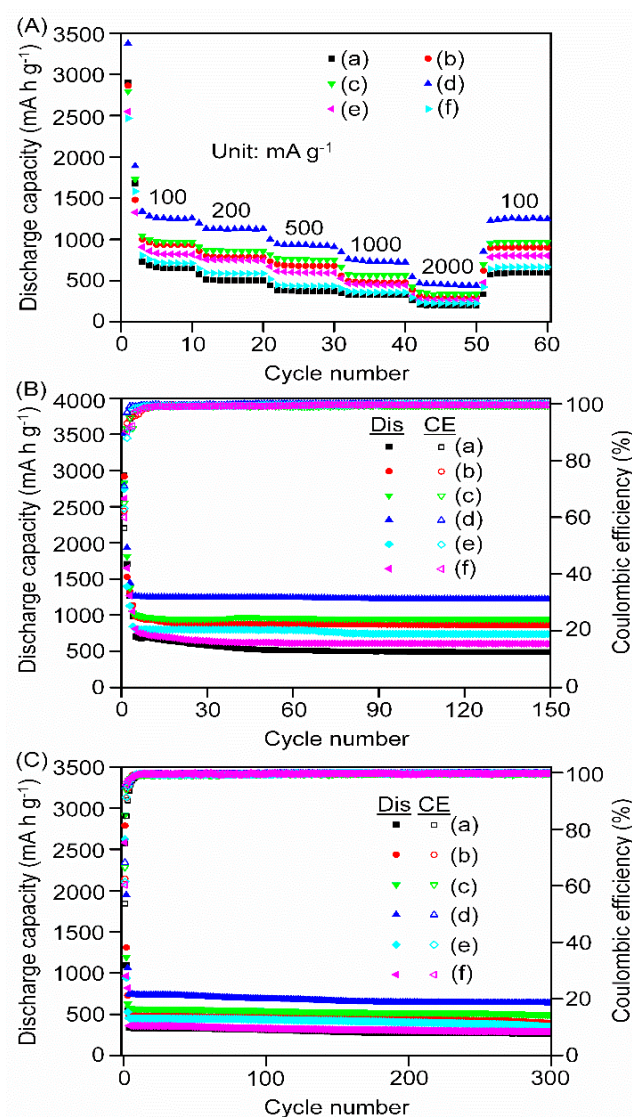 (A)
3500
3000
2500
2000
1500
1000
500
0
Discharge capacity (mA h g⁻¹)
(a) (b)
(c) (d)
(e) (f)
Unit: mA g⁻¹
100 200 500 1000 2000 100
0 10 20 30 40 50 60
Cycle number
(B)
4000
3500
3000
2500
2000
1500
1000
500
0
Discharge capacity (mA h g⁻¹)
Dis CE
(a)
(b)
(c)
(d)
(e)
(f)
100
80
60
40
20
0
Coulombic efficiency (%)
0 30 60 90 120 150
Cycle number
(C)
3500
3000
2500
2000
1500
1000
500
0
Discharge capacity (mA h g⁻¹)
Dis CE
(a)
(b)
(c)
(d)
(e)
(f)
100
80
60
40
20
0
Coulombic efficiency (%)
0 100 200 300
Cycle number